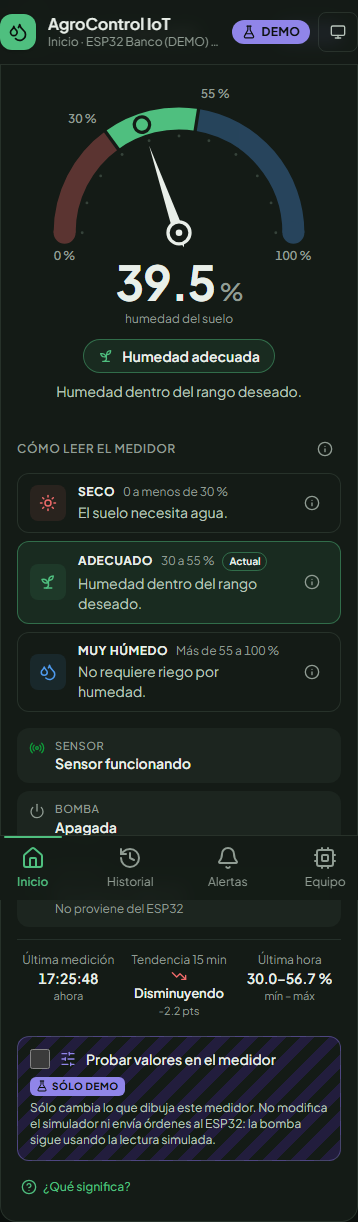 AgroControl IoT
Inicio · ESP32 Banco (DEMO) ...
DEMO
55 %
30 %
0 %
100 %
39.5 %
humedad del suelo
Humedad adecuada
Humedad dentro del rango deseado.
CÓMO LEER EL MEDIDOR
SECO 0 a menos de 30 %
El suelo necesita agua.
ADECUADO 30 a 55 % Actual
Humedad dentro del rango
deseado.
MUY HÚMEDO Más de 55 a 100 %
No requiere riego por
humedad.
SENSOR
Sensor funcionando
BOMBA
Apagada
Inicio
Historial
Alertas
Equipo
No proviene del ESP32
Última medición
17:25:48
ahora
Tendencia 15 min
Disminuyendo
-2.2 pts
Última hora
30.0–56.7 %
mín – máx
Probar valores en el medidor
SÓLO DEMO
Sólo cambia lo que dibuja este medidor. No modifica
el simulador ni envía órdenes al ESP32: la bomba
sigue usando la lectura simulada.
¿Qué significa?